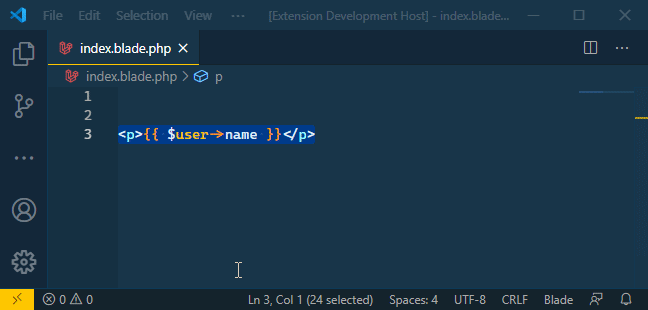 File Edit Selection ··· [Extension Development Host] - index.blade....
index.blade.php
index.blade.php > p
1
2
3 <p>{{ $user->name }}</p>
0 0 Ln 3, Col 1 (24 selected) Spaces: 4 UTF-8 CRLF Blade